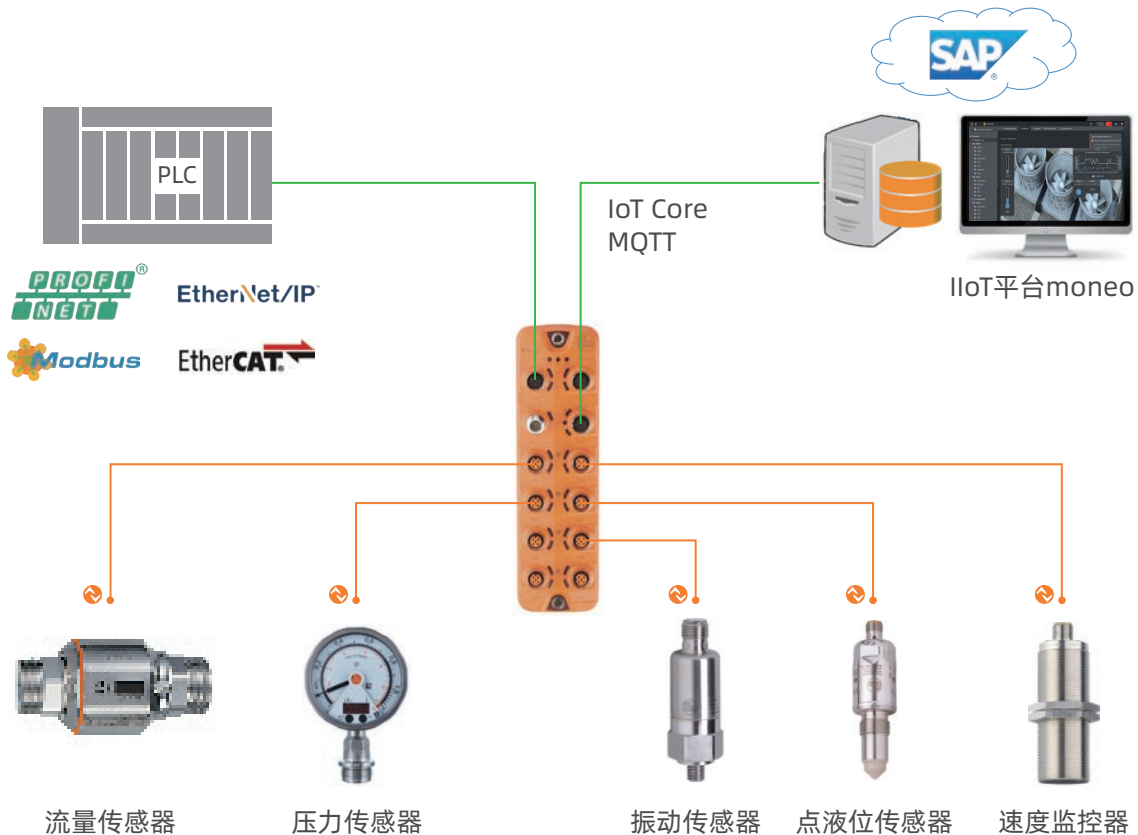 SAP
®
PLC
IoT Core
MQTT
IIoT平台moneo
PROFI®
NET
EtherNet/IP™
Modbus
EtherCAT®
流量传感器
压力传感器
振动传感器
点液位传感器
速度监控器